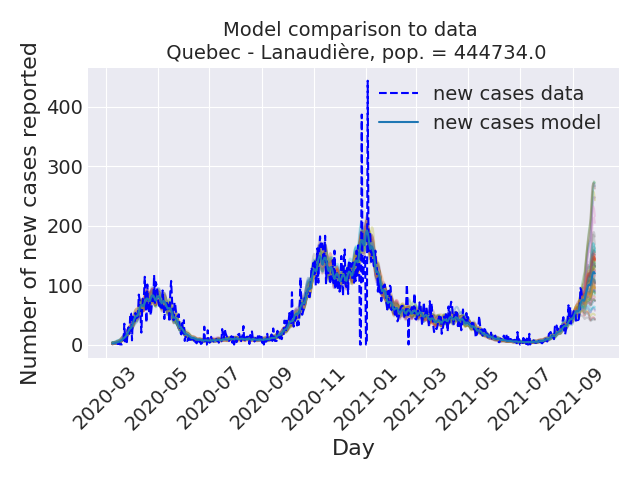 Model comparison to data
Quebec - Lanaudière, pop. = 444734.0
new cases data
new cases model
Number of new cases reported
400
300
200
100
0
2020-03
2020-05
2020-07
2020-09
2020-11
2021-01
2021-03
2021-05
2021-07
2021-09
Day